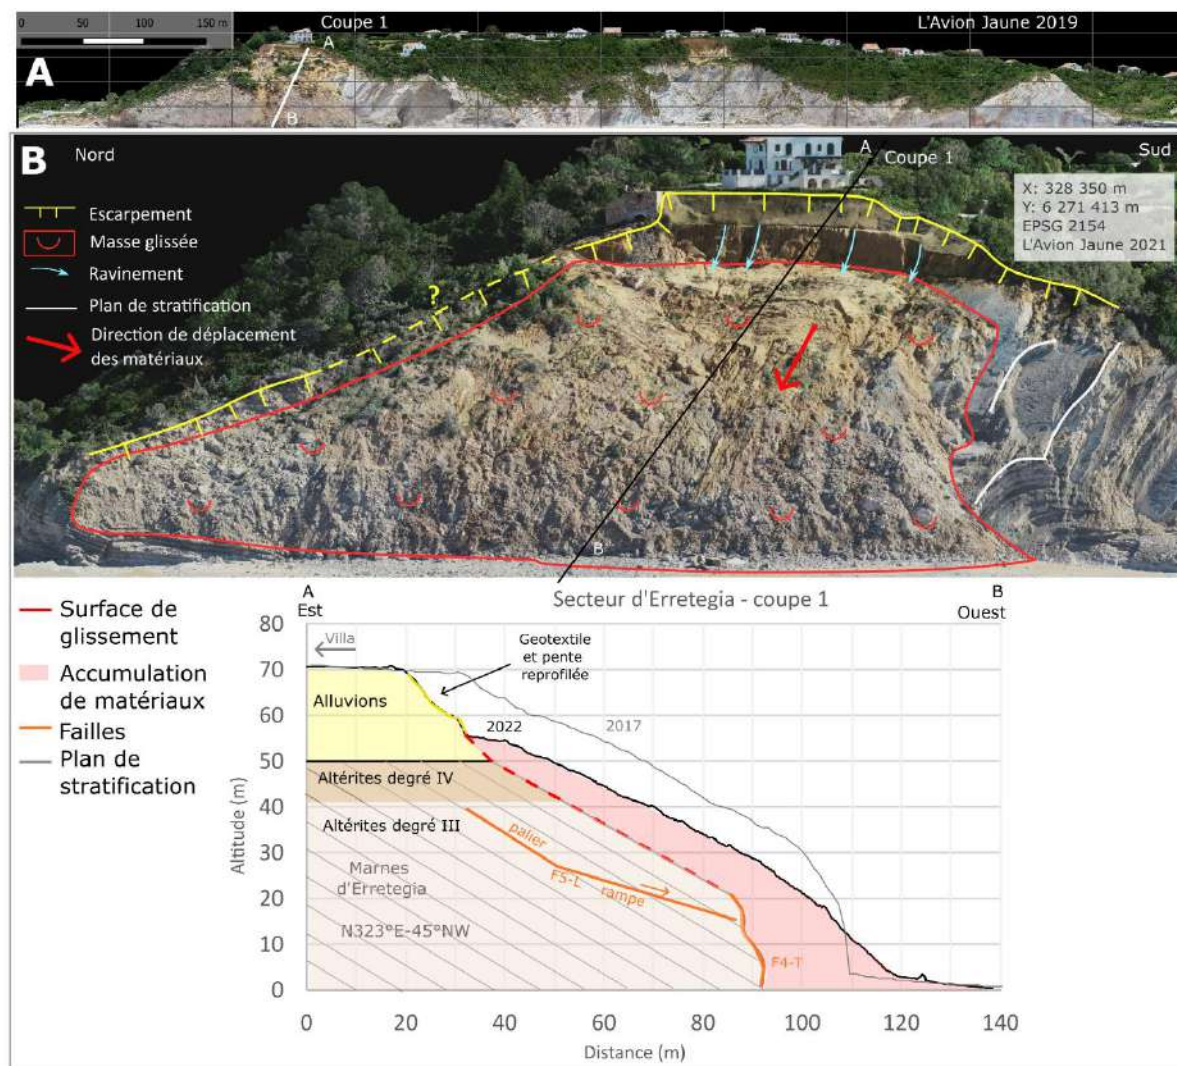 0 50 100 150 m
Coupe 1
L'Avion Jaune 2019
A
A
B
B
Nord
A
Coupe 1
Sud
X: 328 350 m
Y: 6 271 413 m
EPSG 2154
L'Avion Jaune 2021
Escarpement
Masse glissée
Ravinement
Plan de stratification
Direction de déplacement
des matériaux
?
B
Surface de
glissement
Accumulation
de matériaux
Failles
Plan de
stratification
A
Est
Secteur d'Erretegia - coupe 1
B
Ouest
Villa
Geotextile
et pente
reprofilée
Alluvions
2022
2017
Altérites degré IV
Altérites degré III
palier
F5-L
rampe
Marnes
d'Erretegia
N323°E-45°NW
F4-T
80
70
60
50
40
30
20
10
0
Altitude (m)
0 20 40 60 80 100 120 140
Distance (m)